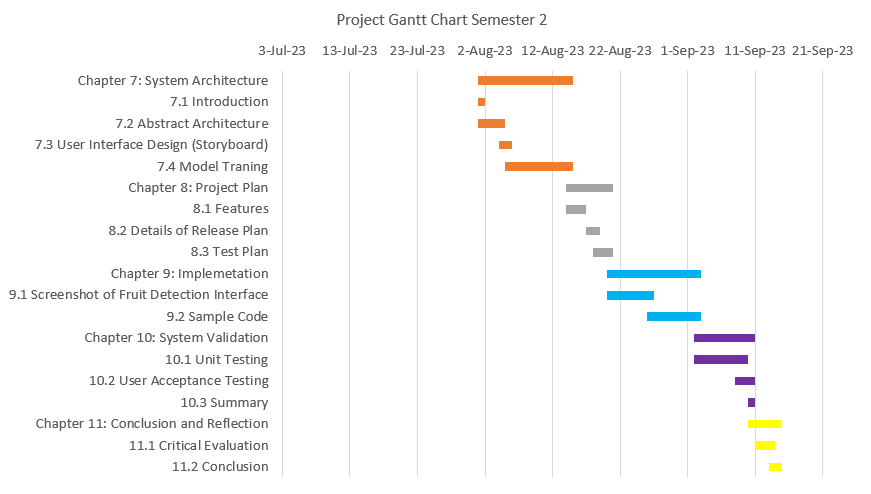 Project Gantt Chart Semester 2
3-Jul-23 13-Jul-23 23-Jul-23 2-Aug-23 12-Aug-23 22-Aug-23 1-Sep-23 11-Sep-23 21-Sep-23
Chapter 7: System Architecture
7.1 Introduction
7.2 Abstract Architecture
7.3 User Interface Design (Storyboard)
7.4 Model Traning
Chapter 8: Project Plan
8.1 Features
8.2 Details of Release Plan
8.3 Test Plan
Chapter 9: Implemetation
9.1 Screenshot of Fruit Detection Interface
9.2 Sample Code
Chapter 10: System Validation
10.1 Unit Testing
10.2 User Acceptance Testing
10.3 Summary
Chapter 11: Conclusion and Reflection
11.1 Critical Evaluation
11.2 Conclusion